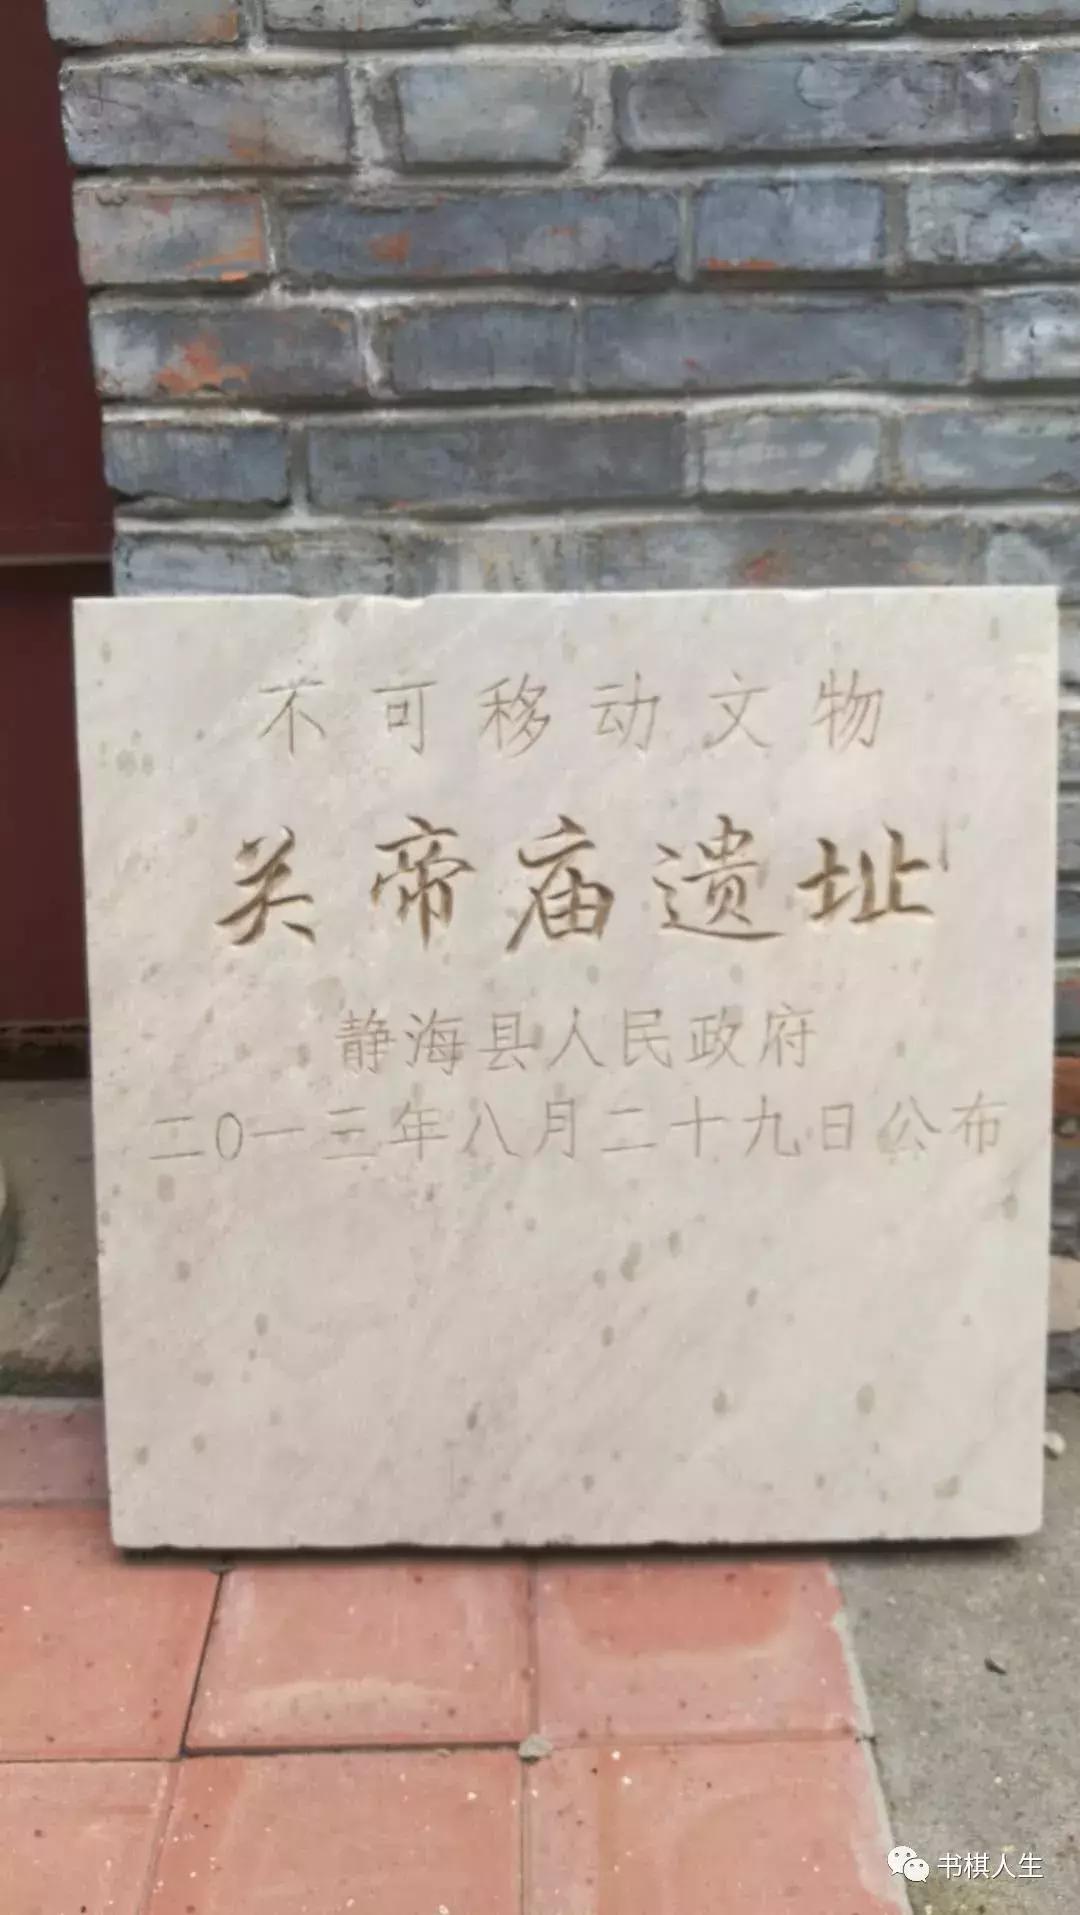 不可移动文物
关帝庙遗址
静海县人民政府
二0一三年八月二十九日公布
书棋人生